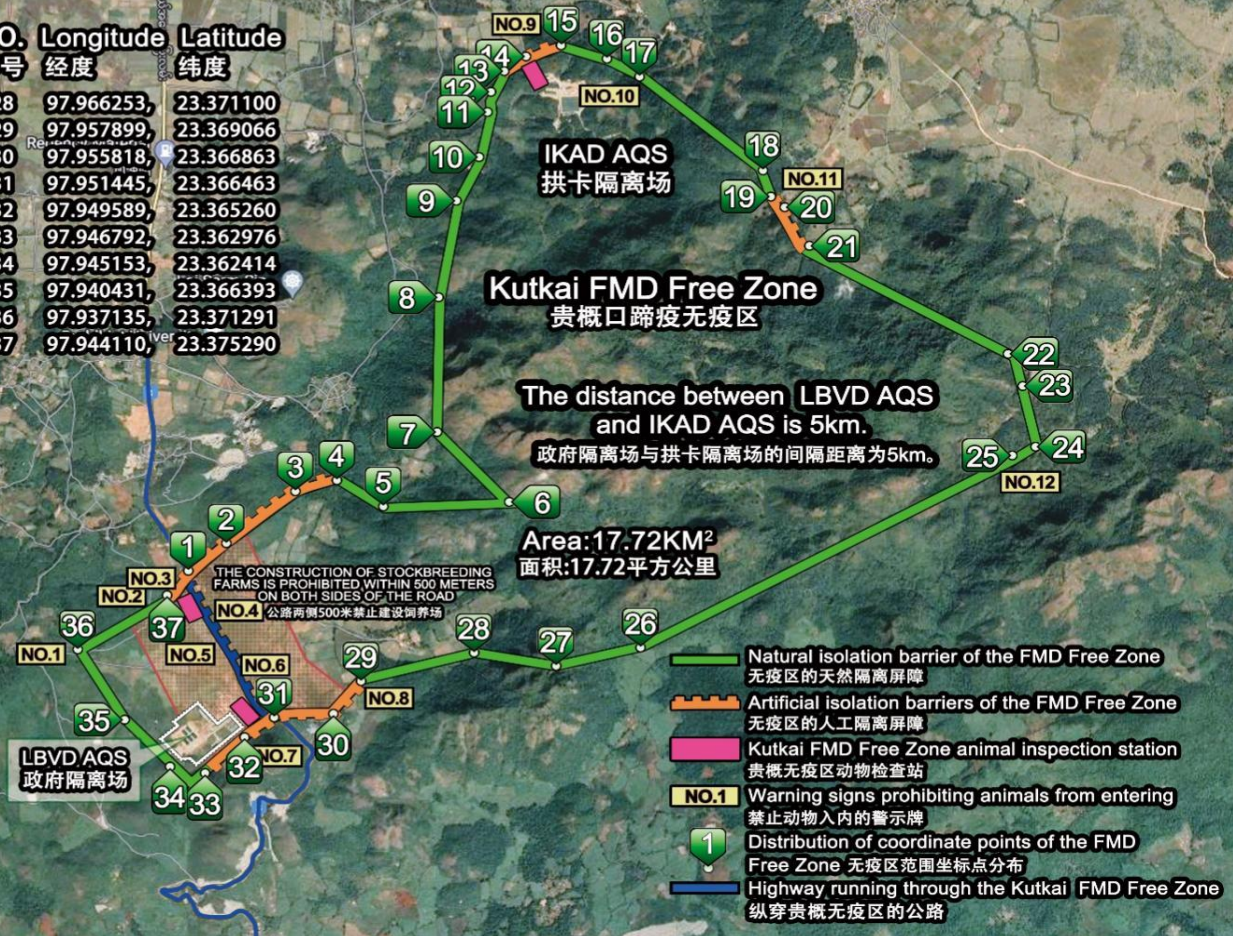 O. Longitude Latitude
号 经度 纬度
28 97.966253, 23.371100
29 97.957899, 23.369066
30 97.955818, 23.366863
31 97.951445, 23.366463
32 97.949589, 23.365260
33 97.946792, 23.362976
34 97.945153, 23.362414
35 97.940431, 23.366393
36 97.937135, 23.371291
37 97.944110, 23.375290
NO.9
15
16
17
14
13
12
11
NO.10
10
IKAD AQS
拱卡隔离场
18
9
19
NO.11
20
21
8
Kutkai FMD Free Zone
贵概口蹄疫无疫区
22
23
The distance between LBVD AQS
and IKAD AQS is 5km.
政府隔离场与拱卡隔离场的间隔距离为5km。
7
24
25
NO.12
3
4
5
6
2
1
Area:17.72KM²
面积:17.72平方公里
THE CONSTRUCTION OF STOCKBREEDING
FARMS IS PROHIBITED WITHIN 500 METERS
ON BOTH SIDES OF THE ROAD
公路两侧500米禁止建设饲养场
NO.3
NO.2
NO.4
36
37
NO.1
NO.5
NO.6
28
27
26
29
31
NO.8
35
30
LBVD AQS
政府隔离场
32
NO.7
34
33
Natural isolation barrier of the FMD Free Zone
无疫区的天然隔离屏障
Artificial isolation barriers of the FMD Free Zone
无疫区的人工隔离屏障
Kutkai FMD Free Zone animal inspection station
贵概无疫区动物检查站
NO.1 Warning signs prohibiting animals from entering
禁止动物入内的警示牌
1 Distribution of coordinate points of the FMD
Free Zone 无疫区范围坐标点分布
Highway running through the Kutkai FMD Free Zone
纵穿贵概无疫区的公路